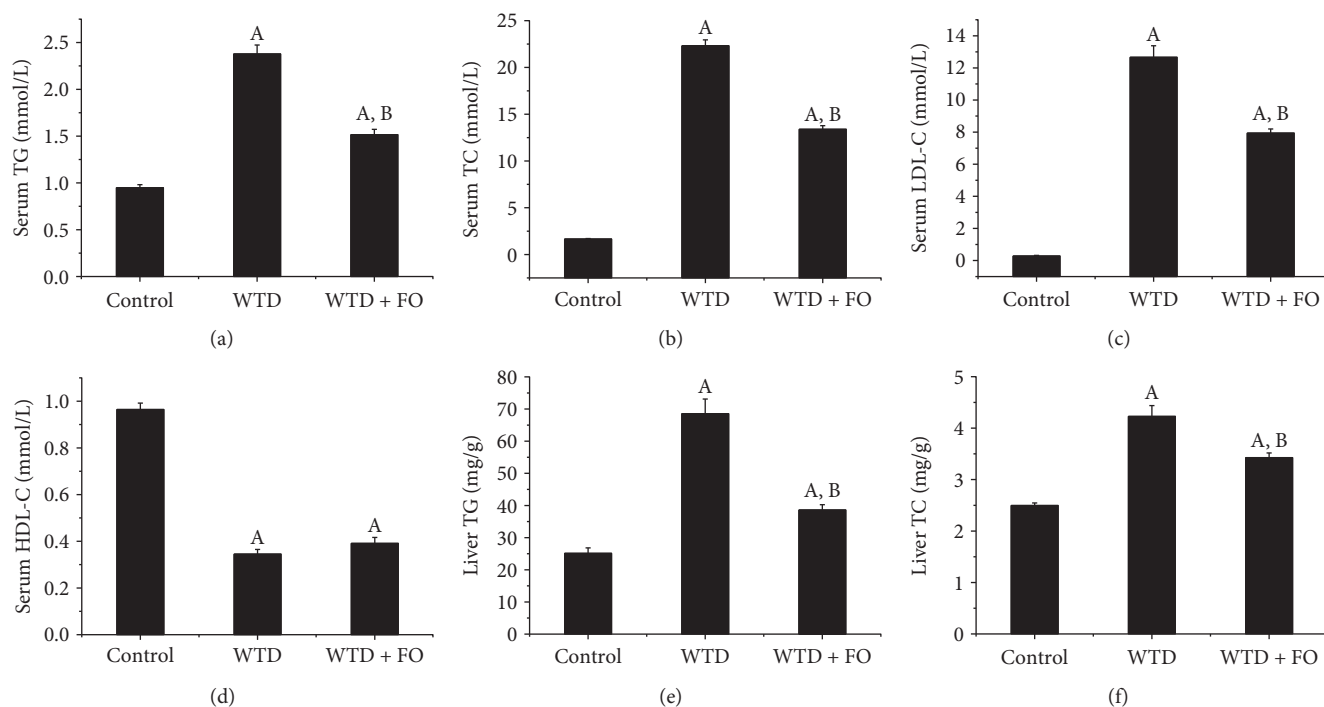 Serum TG (mmol/L)
2.5
2.0
1.5
1.0
0.5
0.0
A
A, B
Control WTD WTD + FO
(a)
Serum TC (mmol/L)
25
20
15
10
5
0
A
A, B
Control WTD WTD + FO
(b)
Serum LDL-C (mmol/L)
14
12
10
8
6
4
2
0
A
A, B
Control WTD WTD + FO
(c)
Serum HDL-C (mmol/L)
1.0
0.8
0.6
0.4
0.2
0.0
A
A
Control WTD WTD + FO
(d)
Liver TG (mg/g)
80
70
60
50
40
30
20
10
0
A
A, B
Control WTD WTD + FO
(e)
Liver TC (mg/g)
5
4
3
2
1
0
A
A, B
Control WTD WTD + FO
(f)